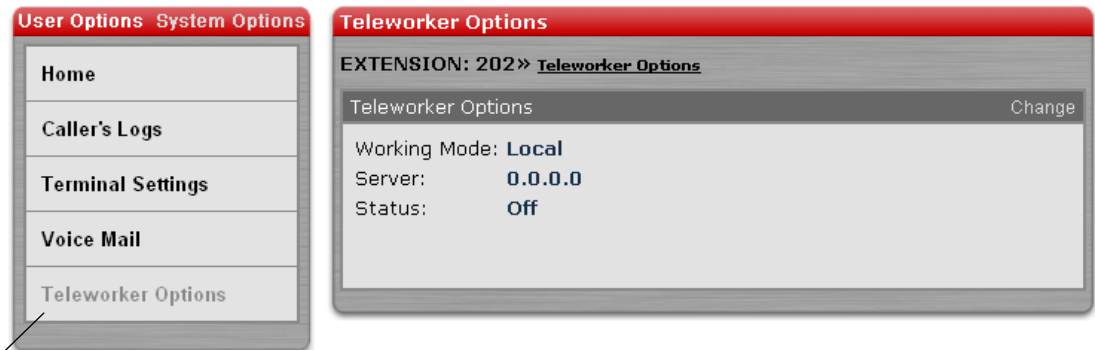 User Options System Options
Home
Caller's Logs
Terminal Settings
Voice Mail
Teleworker Options
Teleworker Options
EXTENSION: 202» Teleworker Options
Teleworker Options Change
Working Mode: Local
Server: 0.0.0.0
Status: Off